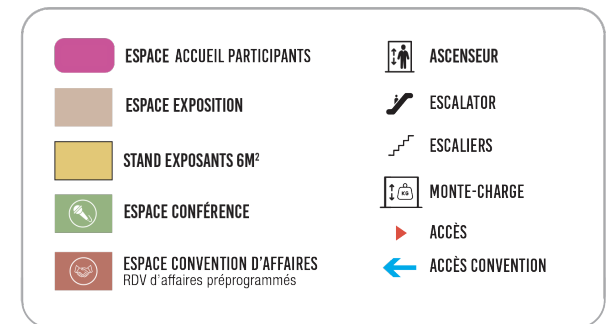 ESPACE ACCUEIL PARTICIPANTS
ESPACE EXPOSITION
STAND EXPOSANTS 6M²
ESPACE CONFÉRENCE
ESPACE CONVENTION D'AFFAIRES
RDV d'affaires préprogrammés
ASCENSEUR
ESCALATOR
ESCALIERS
KG
MONTE-CHARGE
ACCÈS
ACCÈS CONVENTION